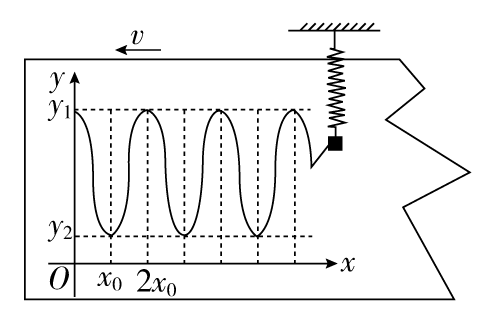 v
y
y₁
y₂
O x₀ 2x₀ x